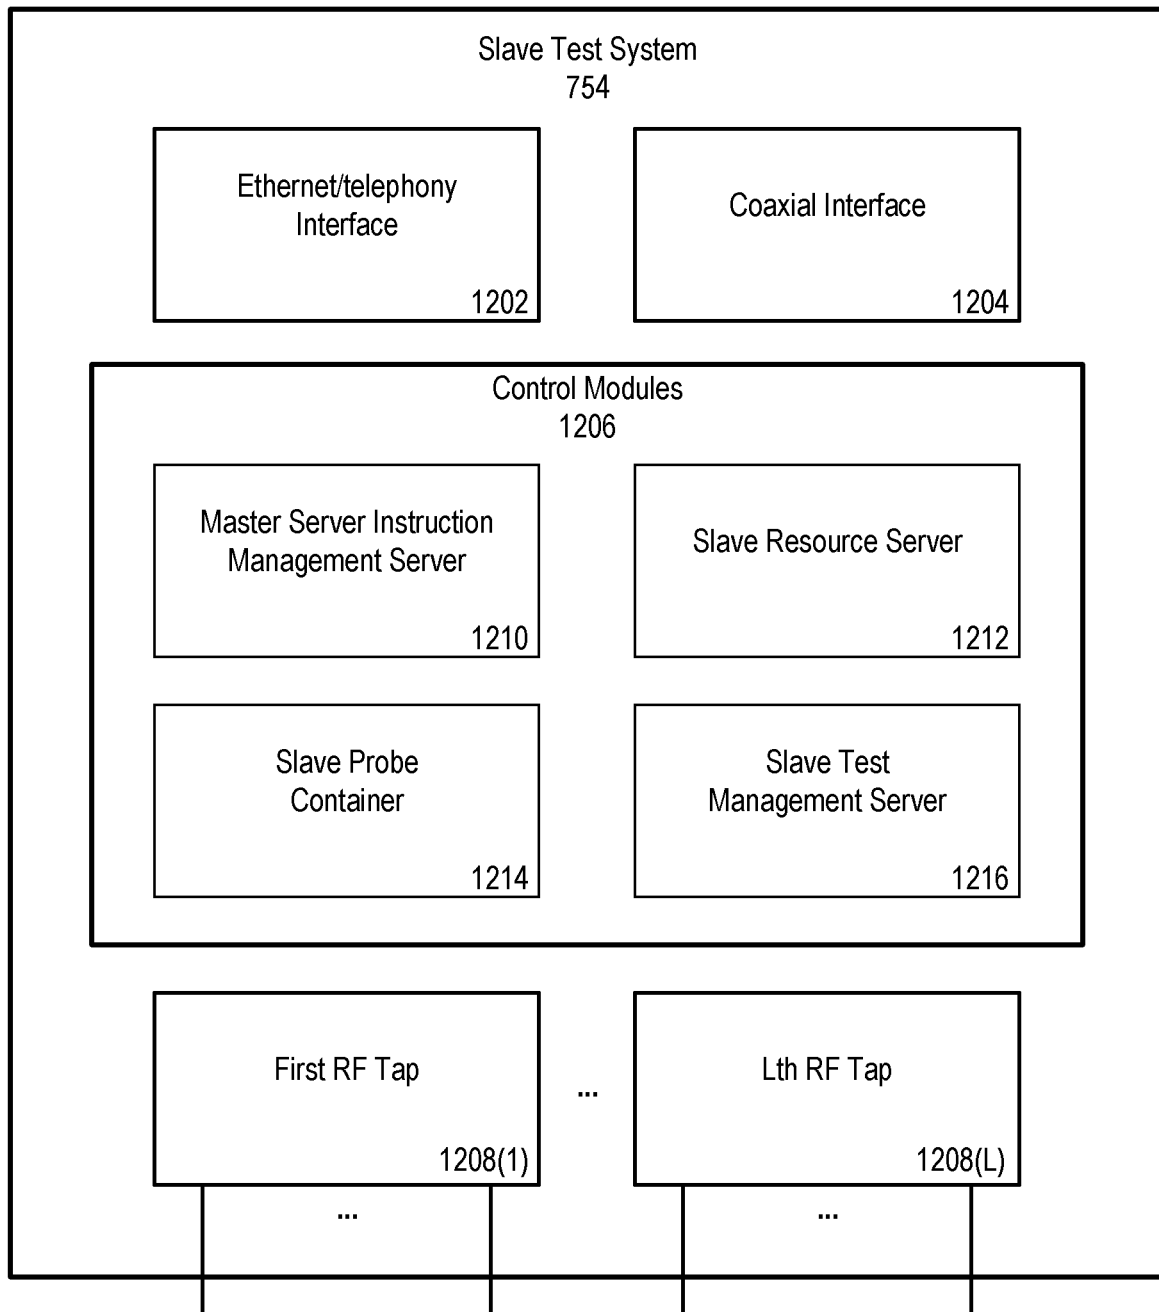 Slave Test System
754
Ethernet/telephony
Interface
1202
Coaxial Interface
1204
Control Modules
1206
Master Server Instruction
Management Server
1210
Slave Resource Server
1212
Slave Probe
Container
1214
Slave Test
Management Server
1216
First RF Tap
1208(1)
...
Lth RF Tap
1208(L)
...
...